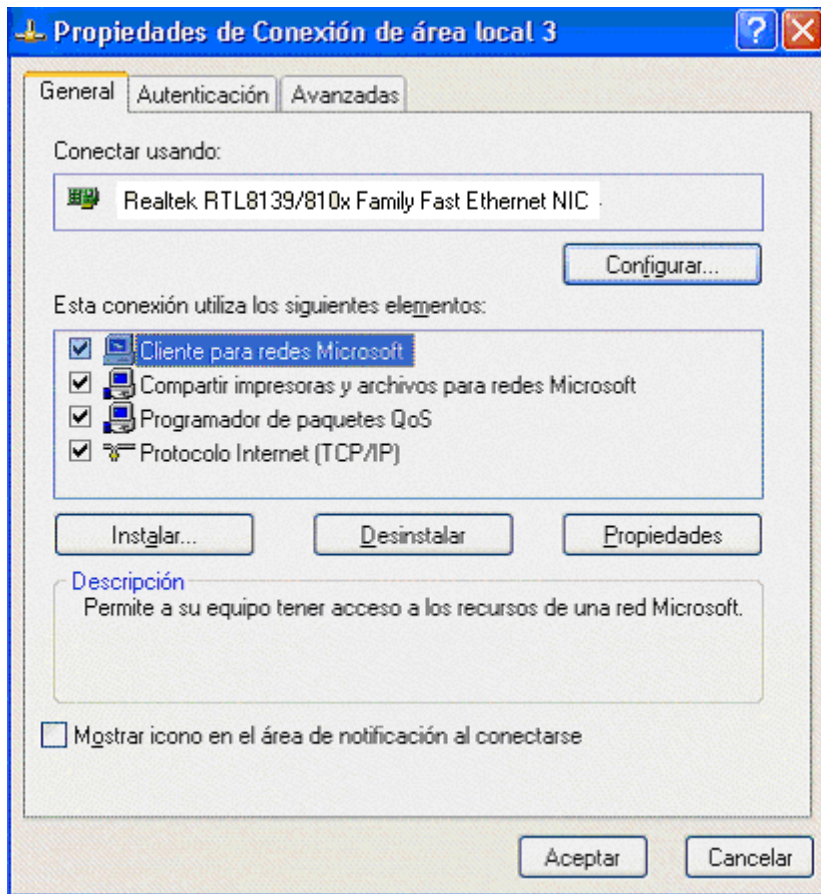 Propiedades de Conexión de área local 3
General Autenticación Avanzadas
Conectar usando:
Realtek RTL8139/810x Family Fast Ethernet NIC
Configurar...
Esta conexión utiliza los siguientes elementos:
Cliente para redes Microsoft
Compartir impresoras y archivos para redes Microsoft
Programador de paquetes QoS
Protocolo Internet (TCP/IP)
Instalar... Desinstalar Propiedades
Descripción
Permite a su equipo tener acceso a los recursos de una red Microsoft.
Mostrar icono en el área de notificación al conectarse
Aceptar Cancelar